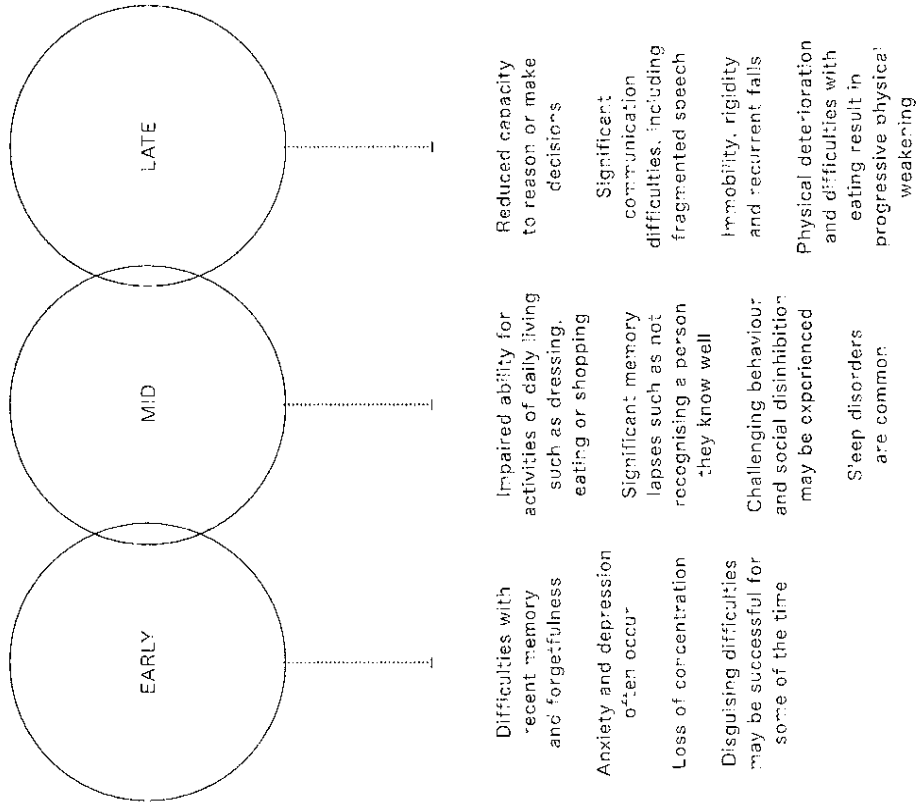 EARLY
Difficulties with
recent memory
and forgetfulness
Anxiety and depression
often occur
Loss of concentration
Disguising difficulties
may be successful for
some of the time
MID
Impaired ability for
activities of daily living
such as dressing,
eating or shopping
Significant memory
lapses such as not
recognising a person
they know well
Challenging behaviour
and social disinhibition
may be experienced
Sleep disorders
are common
LATE
Reduced capacity
to reason or make
decisions
Significant
communication
difficulties, including
fragmented speech
Immobility, rigidity
and recurrent falls
Physical deterioration
and difficulties with
eating result in
progressive physical
weakening